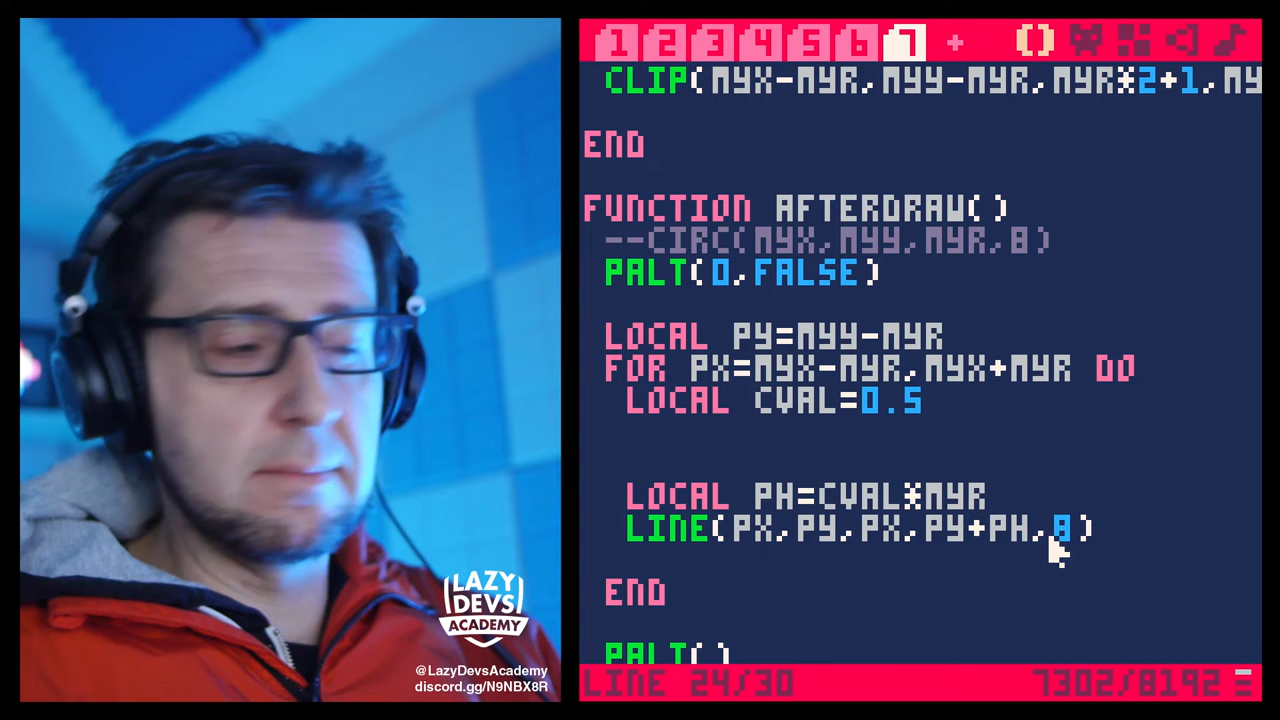 1 2 3 4 5 6 7 + ()
CLIP(MYX-MYR,MYY-MYR,MYR*2+1,MY
END
FUNCTION AFTERDRAW()
--CIRC(MYX,MYY,MYR,8)
PALT(0,FALSE)
LOCAL PY=MYY-MYR
FOR PX=MYX-MYR,MYX+MYR DO
LOCAL CVAL=0.5
LOCAL PH=CVAL*MYR
LINE(PX,PY,PX,PY+PH,8)
END
PALT()
LINE 24/30 7302/8192
LAZY
DEVS
ACADEMY
@LazyDevsAcademy
discord.gg/N9NBX8R